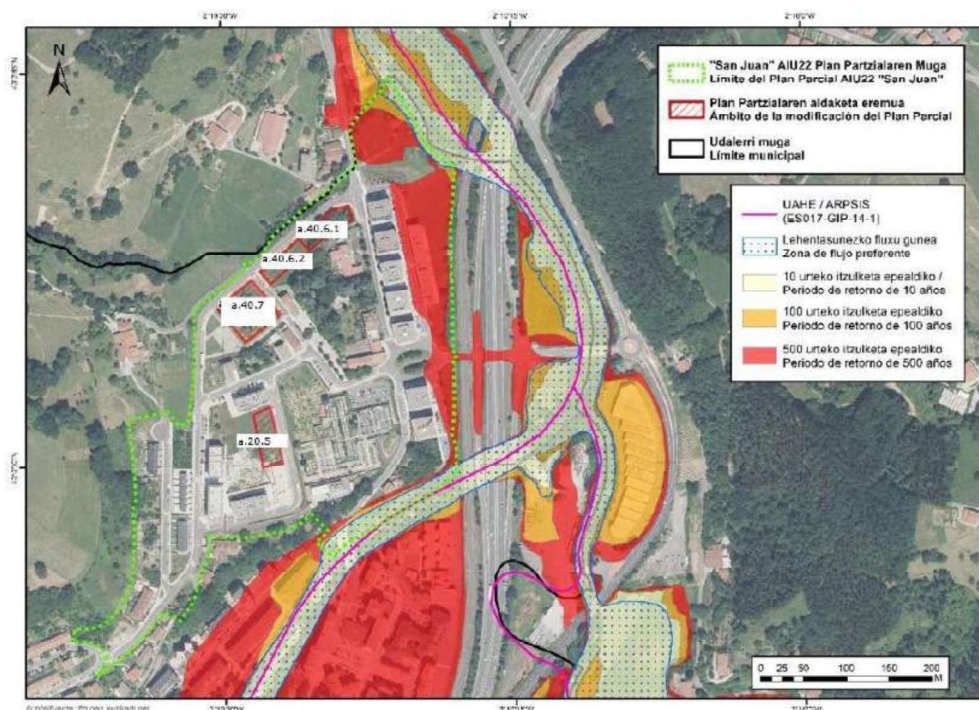 N
"San Juan" AIU22 Plan Partzialaren Muga
Límite del Plan Parcial AIU22 "San Juan"
Plan Partzialaren aldaketa eremua
Ámbito de la modificación del Plan Parcial
Udalerri muga
Límite municipal
UAHE / ARPSIS
(ES017-GIP-14-1)
Lehentasunezko fluxu gunea
Zona de flujo preferente
10 urteko itzulketa epealdiko /
Periodo de retorno de 10 años
100 urteko itzulketa epealdiko
Periodo de retorno de 100 años
500 urteko itzulketa epealdiko
Periodo de retorno de 500 años
a.40.6.1
a.40.6.2
a.40.7
a.20.5
0 25 50 100 150 200
M